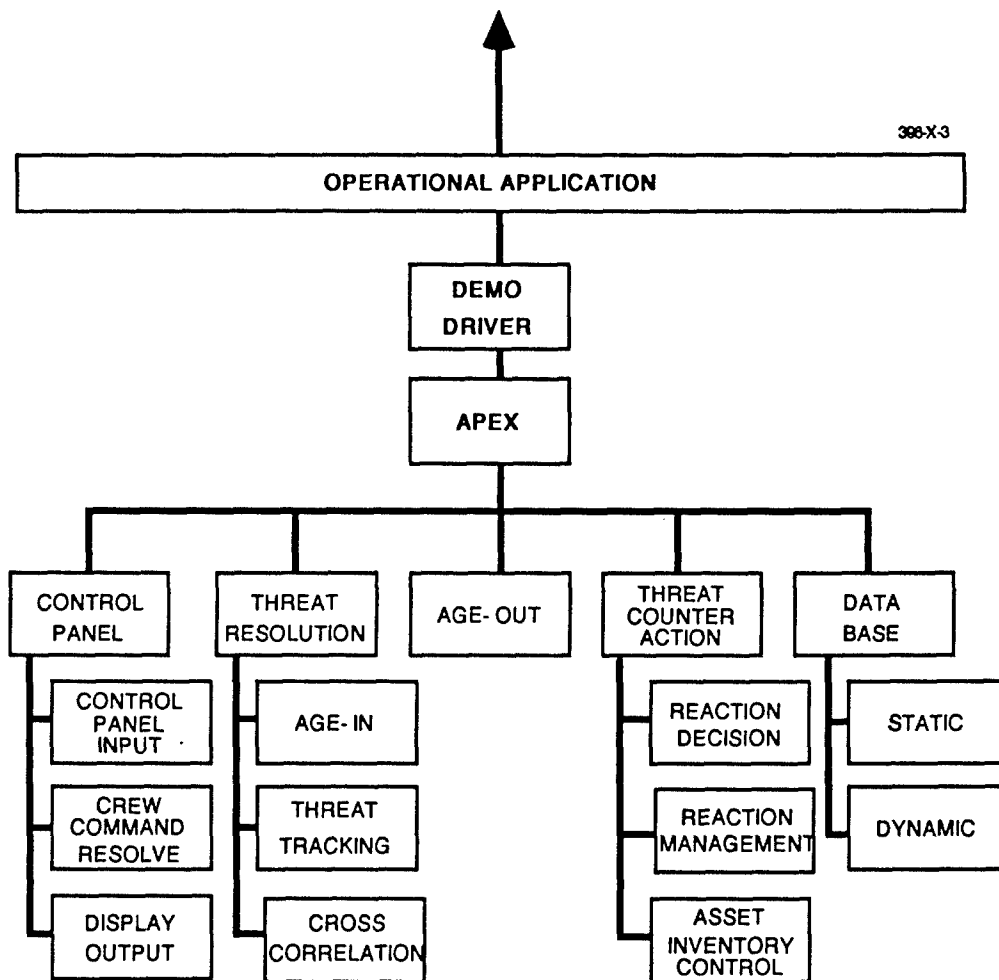 398-X-3
OPERATIONAL APPLICATION
DEMO
DRIVER
APEX
CONTROL
PANEL
THREAT
RESOLUTION
AGE-OUT
THREAT
COUNTER
ACTION
DATA
BASE
CONTROL
PANEL
INPUT
AGE-IN
REACTION
DECISION
STATIC
CREW
COMMAND
RESOLVE
THREAT
TRACKING
REACTION
MANAGEMENT
DYNAMIC
DISPLAY
OUTPUT
CROSS
CORRELATION
ASSET
INVENTORY
CONTROL